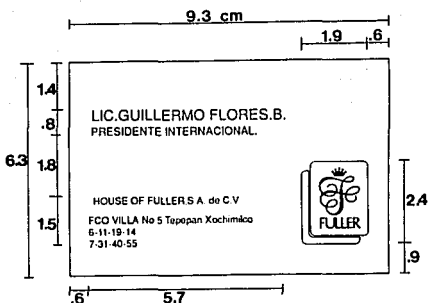 9.3 cm
1.9 .6
1.4
.8
6.3
1.8
1.5
LIC.GUILLERMO FLORES.B.
PRESIDENTE INTERNACIONAL.
HOUSE OF FULLER.S A. de C.V
FCO VILLA No 5 Tepepan Xochimilco
6-11-19-14
7-31-40-55
F
FULLER
2.4
.9
.6 5.7